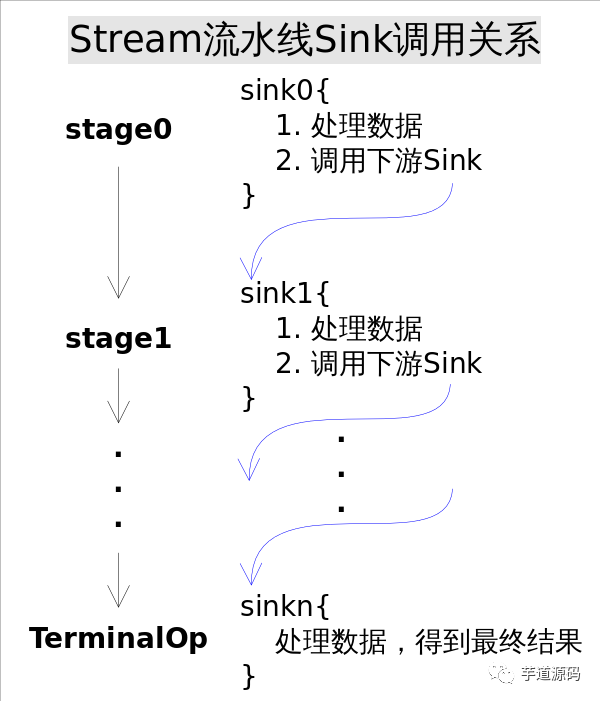 Stream流水线Sink调用关系
stage0
sink0{
1. 处理数据
2. 调用下游Sink
}
stage1
sink1{
1. 处理数据
2. 调用下游Sink
}
.
.
.
.
.
.
TerminalOp
sinkn{
处理数据，得到最终结果
}
芋道源码